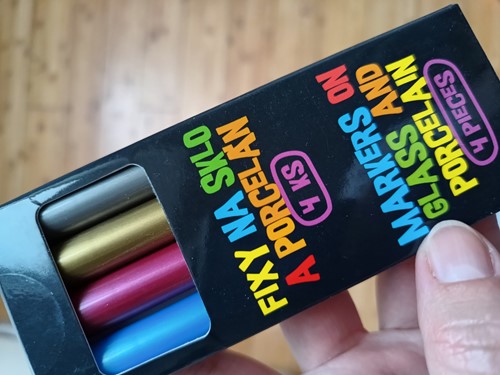 FIXY NA SKLO
A PORCELÁN
4 KS
MARKERS ON
GLASS AND
PORCELAIN
4 PIECES